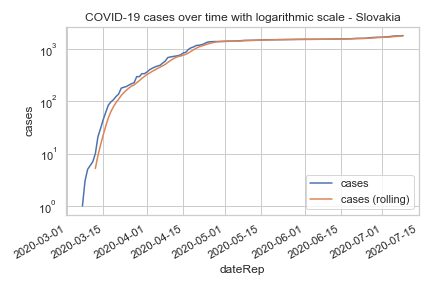 COVID-19 cases over time with logarithmic scale - Slovakia
10³
10²
10¹
10⁰
cases
cases
cases (rolling)
2020-03-01
2020-03-15
2020-04-01
2020-04-15
2020-05-01
2020-05-15
2020-06-01
2020-06-15
2020-07-01
2020-07-15
dateRep